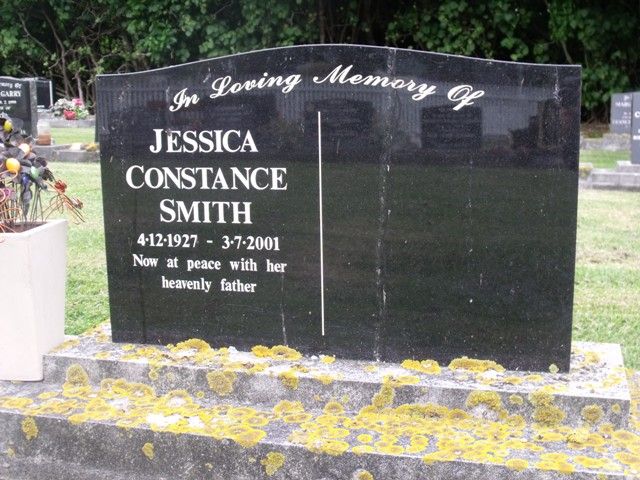 In Loving Memory Of
JESSICA
CONSTANCE
SMITH
4·12·1927 - 3·7·2001
Now at peace with her
heavenly father
GARRY